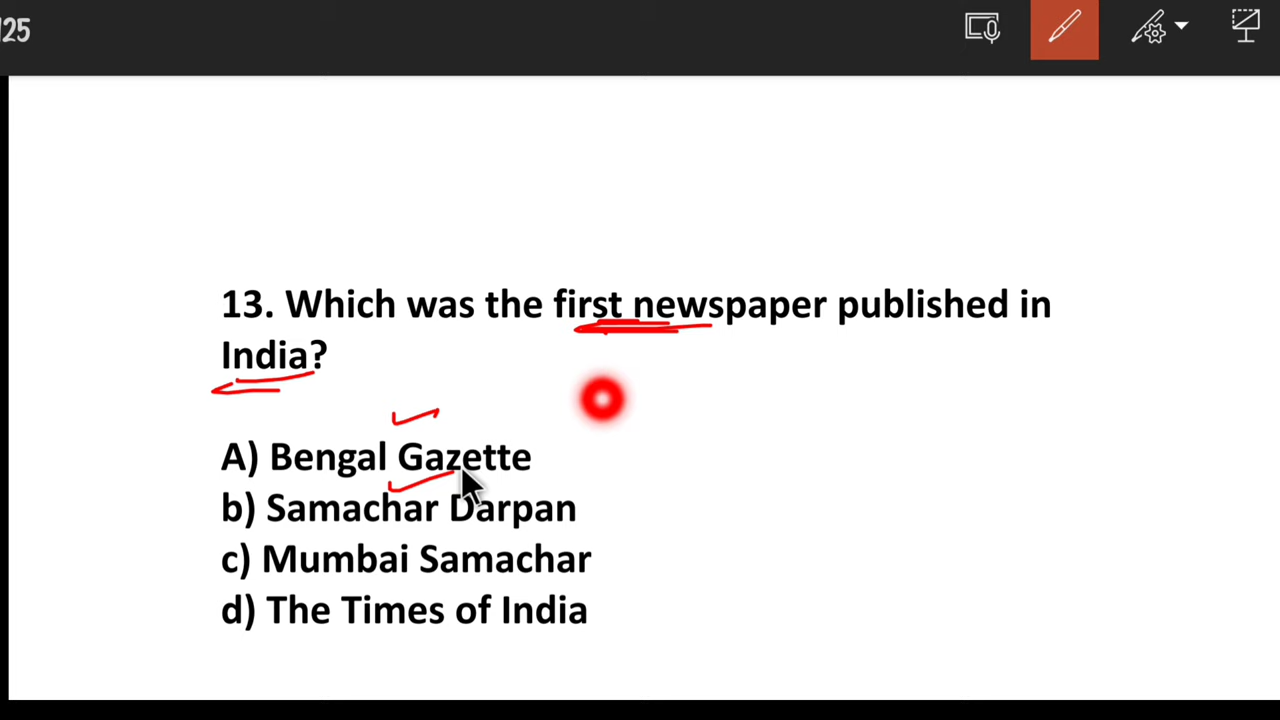 /25
13. Which was the first newspaper published in
India?
A) Bengal Gazette
b) Samachar Darpan
c) Mumbai Samachar
d) The Times of India